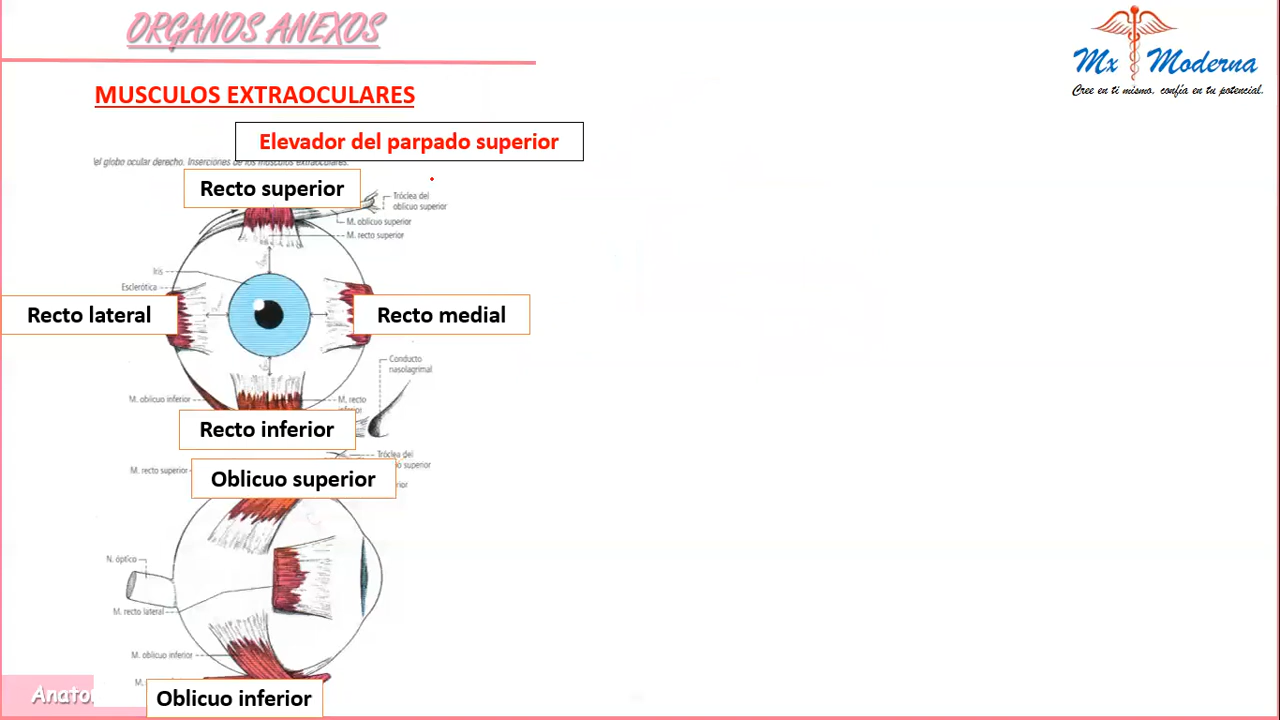 ORGANOS ANEXOS
Mx Moderna
Cree en ti mismo, confía en tu potencial.
MUSCULOS EXTRAOCULARES
Elevador del parpado superior
del globo ocular derecho. Inserciones de los músculos extraoculares.
Recto superior
Tróclea del
oblicuo superior
M. oblicuo superior
M. recto superior
Iris
Esclerótica
Recto lateral
Recto medial
Conducto
nasolagrimal
M. oblicuo inferior
M. recto
inferior
Recto inferior
Tróclea del
superior
M. recto superior
Oblicuo superior
N. óptico
M. recto lateral
M. oblicuo inferior
M.
Oblicuo inferior